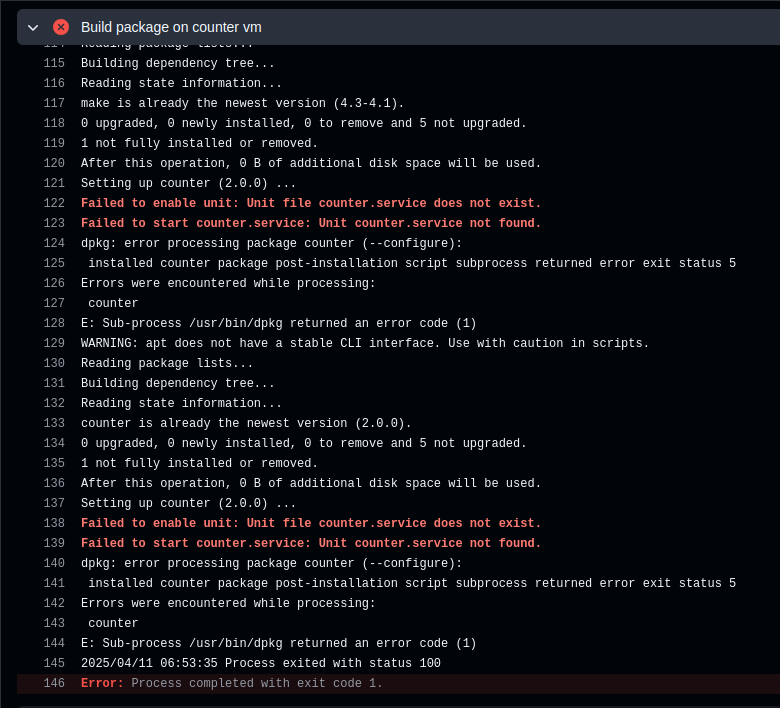 Build package on counter vm
114 Reading package lists...
115 Building dependency tree...
116 Reading state information...
117 make is already the newest version (4.3-4.1).
118 0 upgraded, 0 newly installed, 0 to remove and 5 not upgraded.
119 1 not fully installed or removed.
120 After this operation, 0 B of additional disk space will be used.
121 Setting up counter (2.0.0) ...
122 Failed to enable unit: Unit file counter.service does not exist.
123 Failed to start counter.service: Unit counter.service not found.
124 dpkg: error processing package counter (--configure):
125  installed counter package post-installation script subprocess returned error exit status 5
126 Errors were encountered while processing:
127  counter
128 E: Sub-process /usr/bin/dpkg returned an error code (1)
129 WARNING: apt does not have a stable CLI interface. Use with caution in scripts.
130 Reading package lists...
131 Building dependency tree...
132 Reading state information...
133 counter is already the newest version (2.0.0).
134 0 upgraded, 0 newly installed, 0 to remove and 5 not upgraded.
135 1 not fully installed or removed.
136 After this operation, 0 B of additional disk space will be used.
137 Setting up counter (2.0.0) ...
138 Failed to enable unit: Unit file counter.service does not exist.
139 Failed to start counter.service: Unit counter.service not found.
140 dpkg: error processing package counter (--configure):
141  installed counter package post-installation script subprocess returned error exit status 5
142 Errors were encountered while processing:
143  counter
144 E: Sub-process /usr/bin/dpkg returned an error code (1)
145 2025/04/11 06:53:35 Process exited with status 100
146 Error: Process completed with exit code 1.